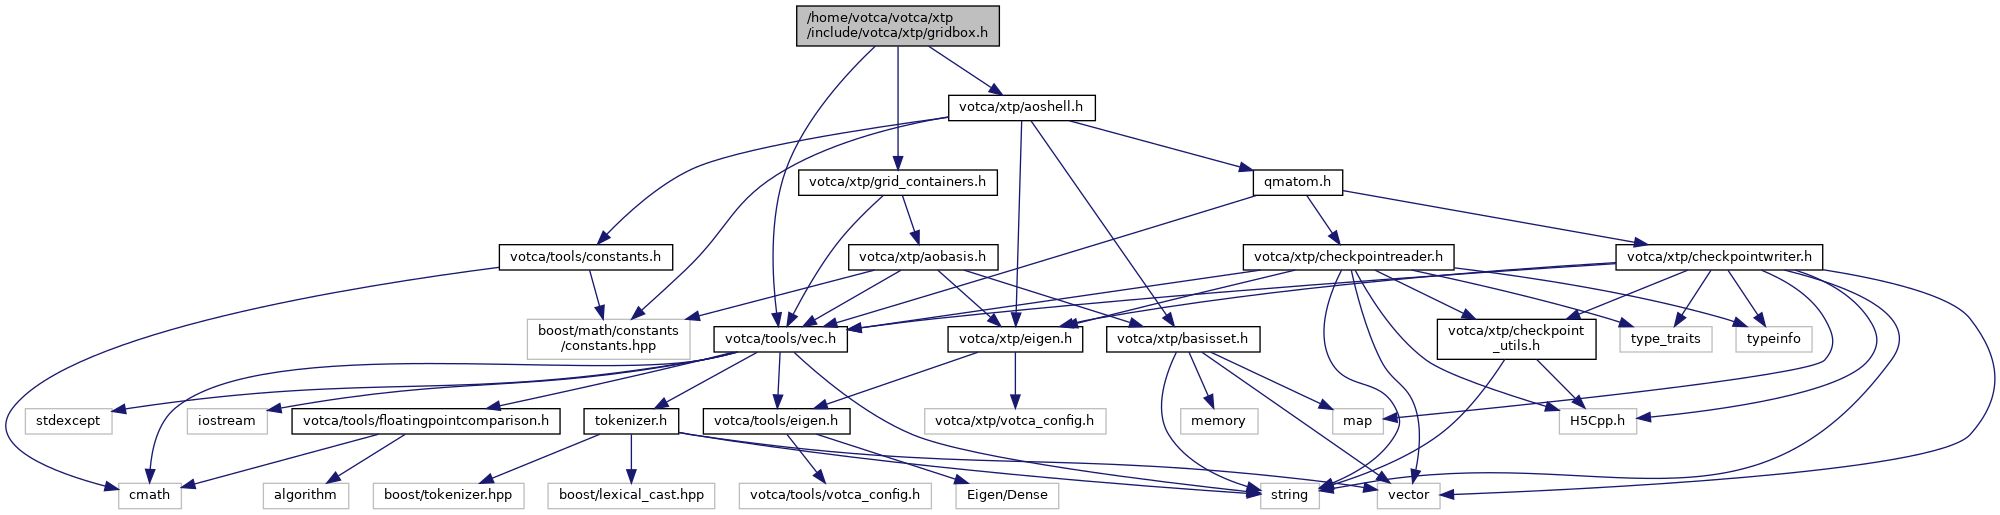 /home/votca/votca/xtp
/include/votca/xtp/gridbox.h
votca/xtp/aoshell.h
votca/xtp/grid_containers.h
qmatom.h
votca/tools/constants.h
votca/xtp/aobasis.h
votca/xtp/checkpointreader.h
votca/xtp/checkpointwriter.h
boost/math/constants
/constants.hpp
votca/tools/vec.h
votca/xtp/eigen.h
votca/xtp/basisset.h
votca/xtp/checkpoint
_utils.h
type_traits
typeinfo
stdexcept
iostream
votca/tools/floatingpointcomparison.h
tokenizer.h
votca/tools/eigen.h
votca/xtp/votca_config.h
memory
map
H5Cpp.h
cmath
algorithm
boost/tokenizer.hpp
boost/lexical_cast.hpp
votca/tools/votca_config.h
Eigen/Dense
string
vector